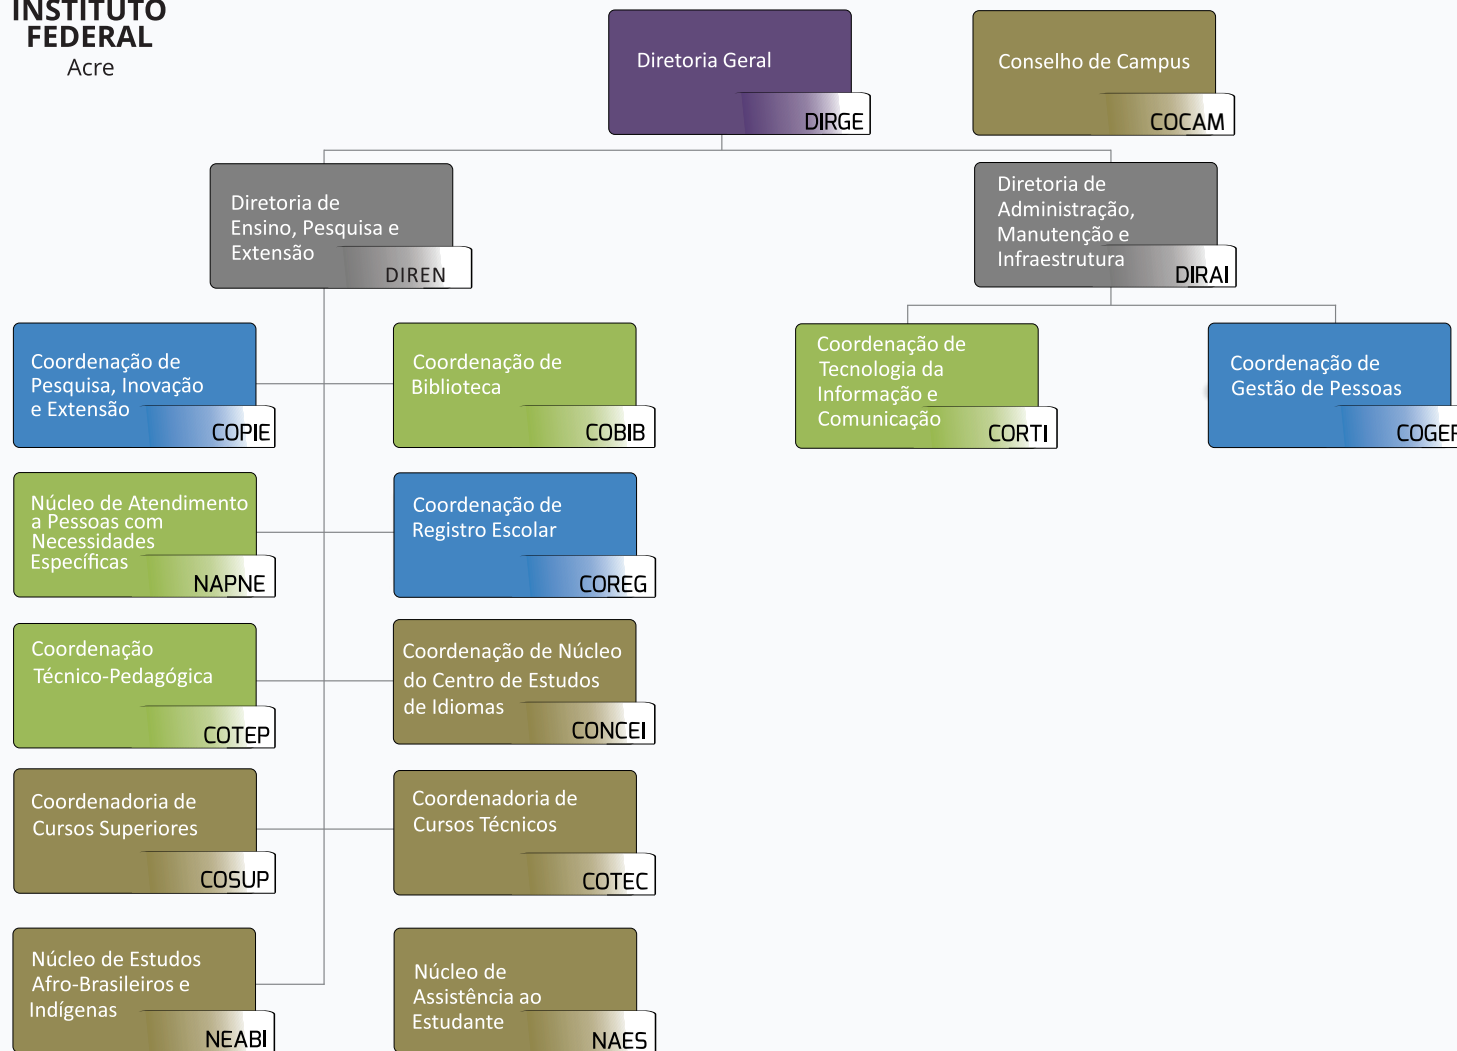 INSTITUTO
FEDERAL
Acre
Diretoria Geral
DIRGE
Conselho de Campus
COCAM
Diretoria de
Ensino, Pesquisa e
Extensão
DIREN
Diretoria de
Administração,
Manutenção e
Infraestrutura
DIRAI
Coordenação de
Pesquisa, Inovação
e Extensão
COPIE
Coordenação de
Biblioteca
COBIB
Coordenação de
Tecnologia da
Informação e
Comunicação
CORTI
Coordenação de
Gestão de Pessoas
Núcleo de Atendimento
a Pessoas com
Necessidades
Específicas
NAPNE
Coordenação de
Registro Escolar
COREG
Coordenação
Técnico-Pedagógica
COTEP
Coordenação de Núcleo
do Centro de Estudos
de Idiomas
CONCEI
Coordenadoria de
Cursos Superiores
COSUP
Coordenadoria de
Cursos Técnicos
COTEC
Núcleo de Estudos
Afro-Brasileiros e
Indígenas
NEABI
Núcleo de
Assistência ao
Estudante
NAES